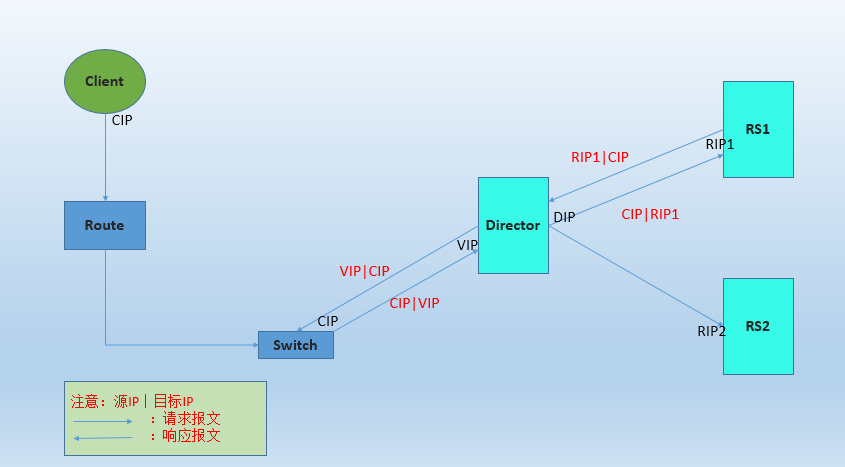 Client
CIP
Route
RS1
RIP1
RIP1|CIP
CIP|RIP1
Director
DIP
VIP
VIP|CIP
CIP|VIP
CIP
Switch
RIP2
RS2
注意：源IP｜目标IP
：请求报文
：响应报文